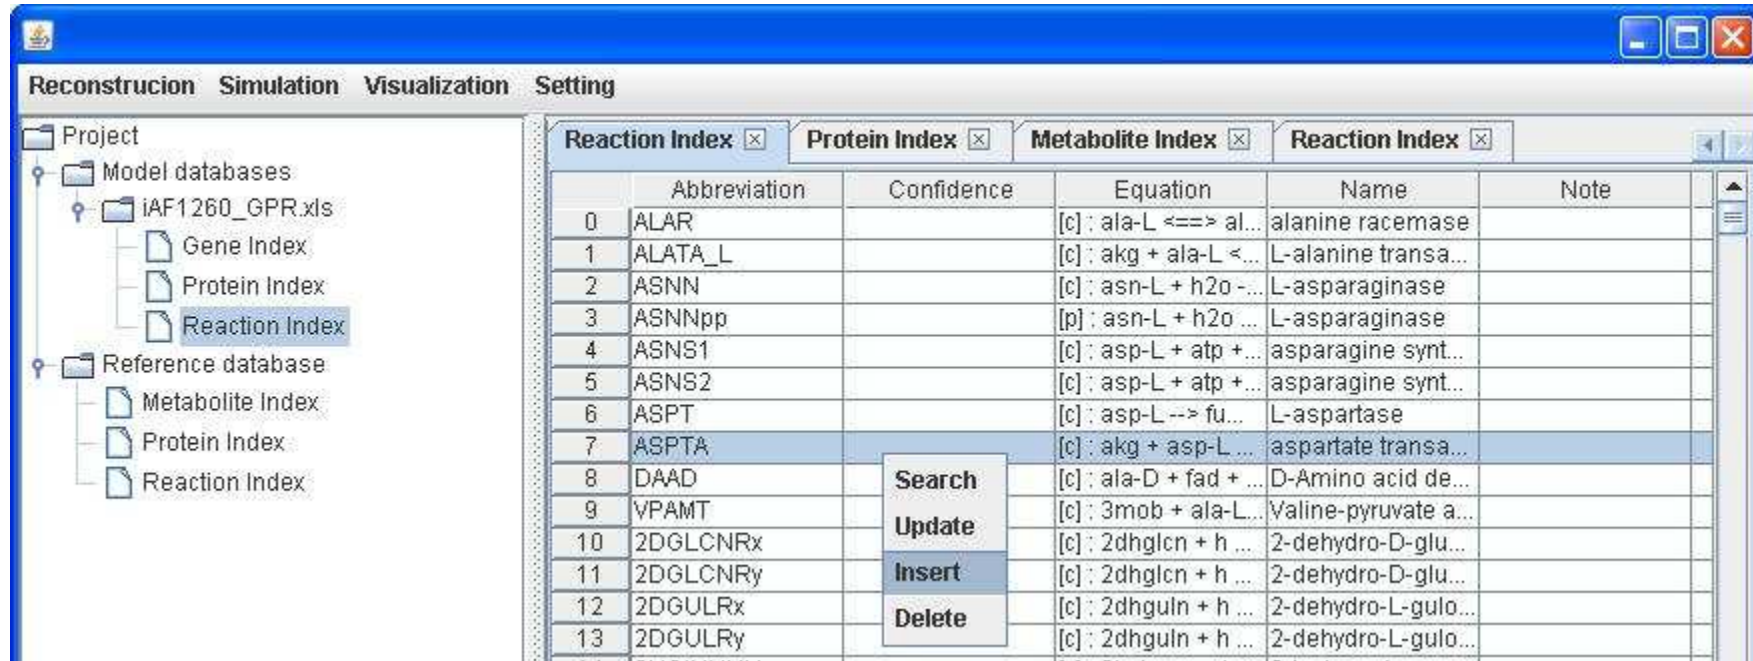 Reconstrucion Simulation Visualization Setting
Project
Model databases
iAF1260_GPR.xls
Gene Index
Protein Index
Reaction Index
Reference database
Metabolite Index
Protein Index
Reaction Index
Reaction Index Protein Index Metabolite Index Reaction Index
Abbreviation Confidence Equation Name Note
0 ALAR [c] : ala-L <==> al... alanine racemase
1 ALATA_L [c] : akg + ala-L <... L-alanine transa...
2 ASNN [c] : asn-L + h2o -... L-asparaginase
3 ASNNpp [p] : asn-L + h2o ... L-asparaginase
4 ASNS1 [c] : asp-L + atp +... asparagine synt...
5 ASNS2 [c] : asp-L + atp +... asparagine synt...
6 ASPT [c] : asp-L --> fu... L-aspartase
7 ASPTA [c] : akg + asp-L ... aspartate transa...
8 DAAD [c] : ala-D + fad + ... D-Amino acid de...
9 VPAMT [c] : 3mob + ala-L... Valine-pyruvate a...
10 2DGLCNRx [c] : 2dhglcn + h ... 2-dehydro-D-glu...
11 2DGLCNRy [c] : 2dhglcn + h ... 2-dehydro-D-glu...
12 2DGULRx [c] : 2dhguln + h ... 2-dehydro-L-gulo...
13 2DGULRy [c] : 2dhguln + h ... 2-dehydro-L-gulo...
Search
Update
Insert
Delete